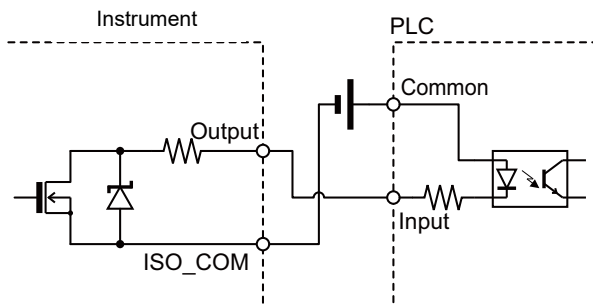 Instrument
PLC
Common
Output
Input
ISO_COM